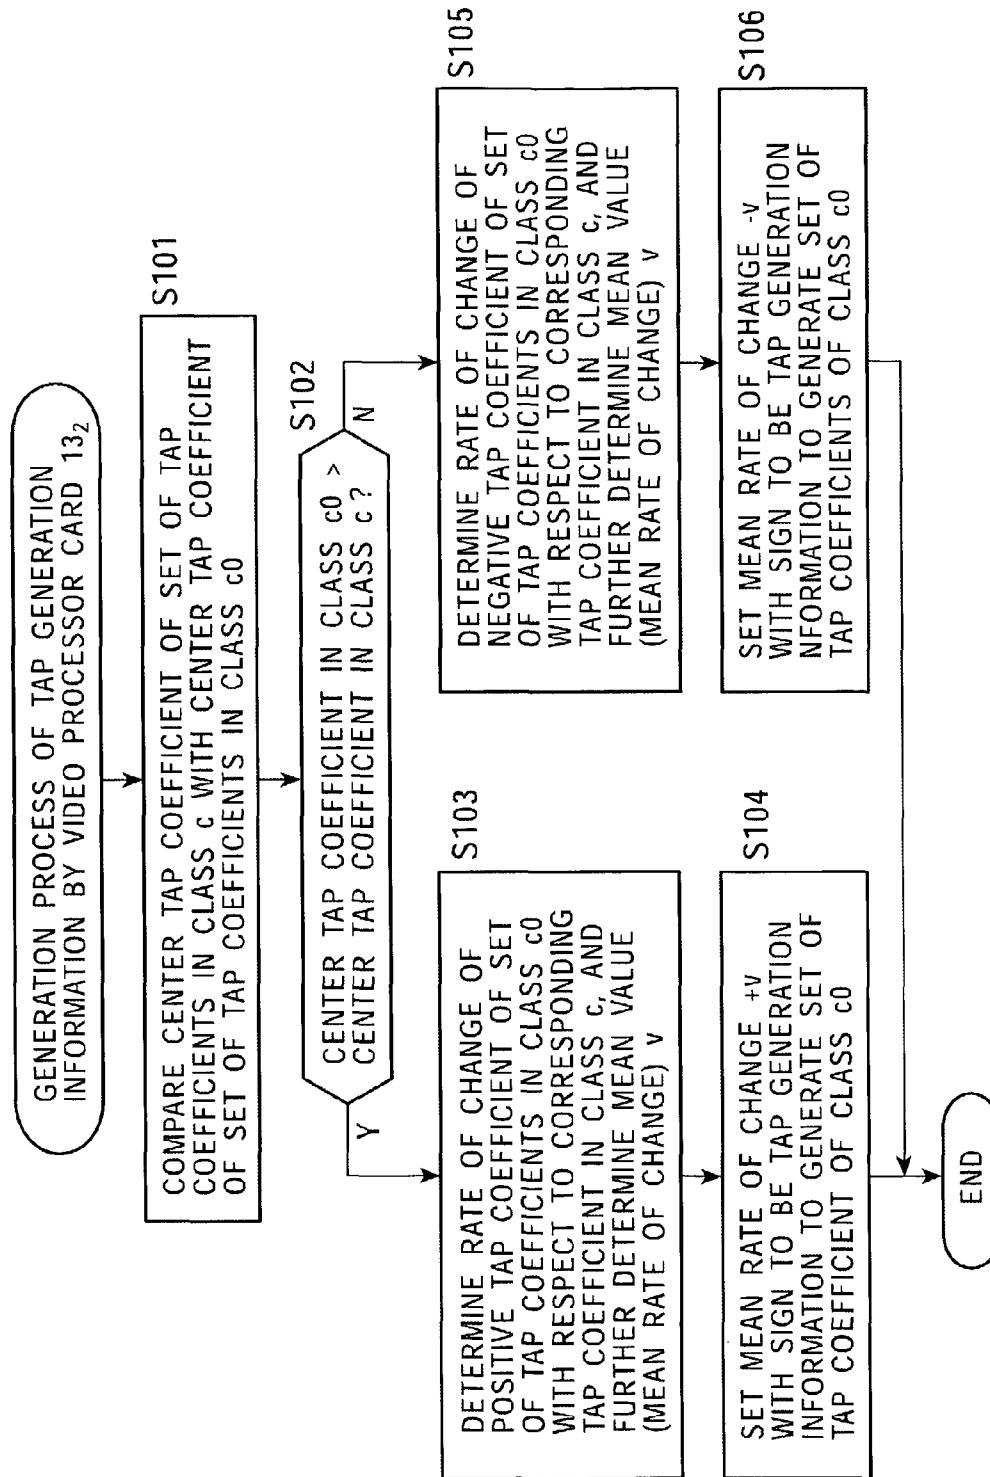 GENERATION PROCESS OF TAP GENERATION
INFORMATION BY VIDEO PROCESSOR CARD 13₂
S101
COMPARE CENTER TAP COEFFICIENT OF SET OF TAP
COEFFICIENTS IN CLASS c WITH CENTER TAP COEFFICIENT
OF SET OF TAP COEFFICIENTS IN CLASS c0
S102
CENTER TAP COEFFICIENT IN CLASS c0 >
CENTER TAP COEFFICIENT IN CLASS c?
Y
N
S103
DETERMINE RATE OF CHANGE OF
POSITIVE TAP COEFFICIENT OF SET
OF TAP COEFFICIENTS IN CLASS c0
WITH RESPECT TO CORRESPONDING
TAP COEFFICIENT IN CLASS c, AND
FURTHER DETERMINE MEAN VALUE
(MEAN RATE OF CHANGE) v
S104
SET MEAN RATE OF CHANGE +v
WITH SIGN TO BE TAP GENERATION
INFORMATION TO GENERATE SET OF
TAP COEFFICIENT OF CLASS c0
S105
DETERMINE RATE OF CHANGE OF
NEGATIVE TAP COEFFICIENT OF SET
OF TAP COEFFICIENTS IN CLASS c0
WITH RESPECT TO CORRESPONDING
TAP COEFFICIENT IN CLASS c, AND
FURTHER DETERMINE MEAN VALUE
(MEAN RATE OF CHANGE) v
S106
SET MEAN RATE OF CHANGE -v
WITH SIGN TO BE TAP GENERATION
NFORMATION TO GENERATE SET OF
TAP COEFFICIENTS OF CLASS c0
END